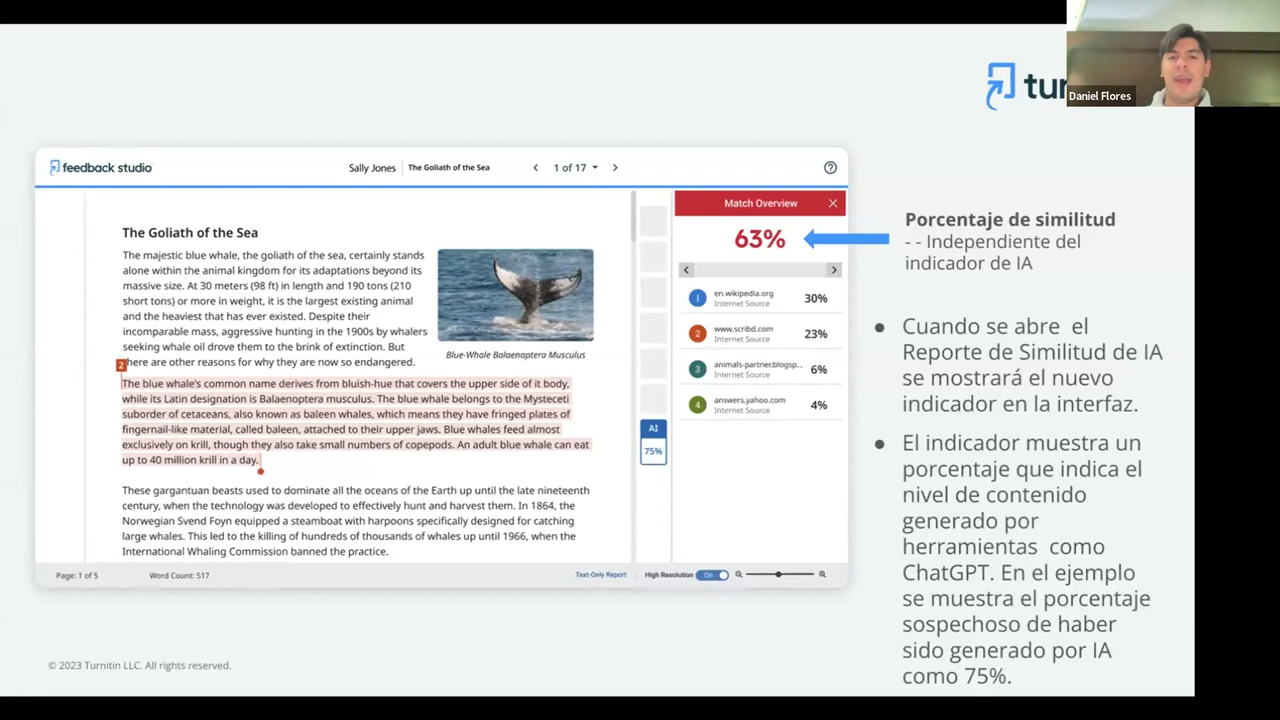 Daniel Flores
feedback studio
Sally Jones
The Goliath of the Sea
1 of 17
The Goliath of the Sea
The majestic blue whale, the goliath of the sea, certainly stands
alone within the animal kingdom for its adaptations beyond its
massive size. At 30 meters (98 ft) in length and 190 tons (210
short tons) or more in weight, it is the largest existing animal
and the heaviest that has ever existed. Despite their
incomparable mass, aggressive hunting in the 1900s by whalers
seeking whale oil drove them to the brink of extinction. But
there are other reasons for why they are now so endangered.
Blue-Whale Balaenoptera Musculus
2
The blue whale's common name derives from bluish-hue that covers the upper side of it body,
while its Latin designation is Balaenoptera musculus. The blue whale belongs to the Mysteceti
suborder of cetaceans, also known as baleen whales, which means they have fringed plates of
fingernail-like material, called baleen, attached to their upper jaws. Blue whales feed almost
exclusively on krill, though they also take small numbers of copepods. An adult blue whale can eat
up to 40 million krill in a day.
These gargantuan beasts used to dominate all the oceans of the Earth up until the late nineteenth
century, when the technology was developed to effectively hunt and harvest them. In 1864, the
Norwegian Svend Foyn equipped a steamboat with harpoons specifically designed for catching
large whales. This led to the killing of hundreds of thousands of whales up until 1966, when the
International Whaling Commission banned the practice.
Page: 1 of 5
Word Count: 517
Text-Only Report
High Resolution
On
AI
75%
Match Overview
63%
1
en.wikipedia.org
Internet Source
30%
2
www.scribd.com
Internet Source
23%
3
animals-partner.blogsp...
Internet Source
6%
4
answers.yahoo.com
Internet Source
4%
Porcentaje de similitud
- - Independiente del
indicador de IA
● Cuando se abre el
Reporte de Similitud de IA
se mostrará el nuevo
indicador en la interfaz.
● El indicador muestra un
porcentaje que indica el
nivel de contenido
generado por
herramientas como
ChatGPT. En el ejemplo
se muestra el porcentaje
sospechoso de haber
sido generado por IA
como 75%.
© 2023 Turnitin LLC. All rights reserved.